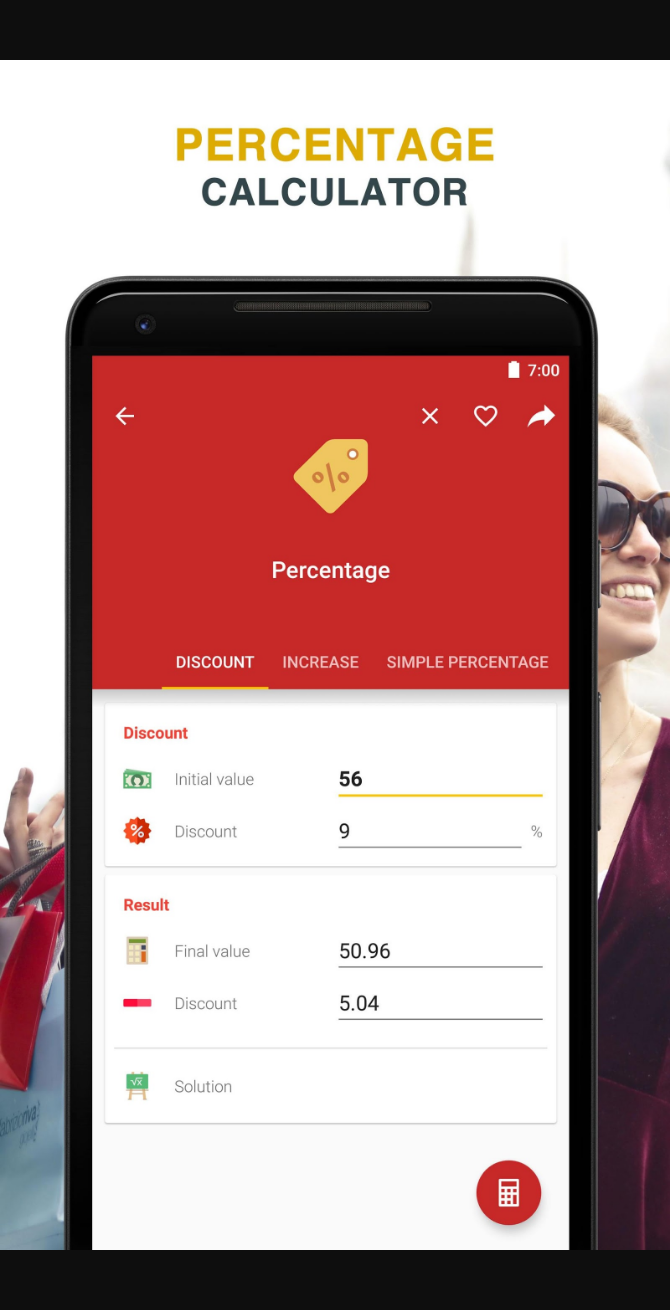 PERCENTAGE
CALCULATOR
7:00
Percentage
DISCOUNT INCREASE SIMPLE PERCENTAGE
Discount
Initial value 56
Discount 9 %
Result
Final value 50.96
Discount 5.04
Solution